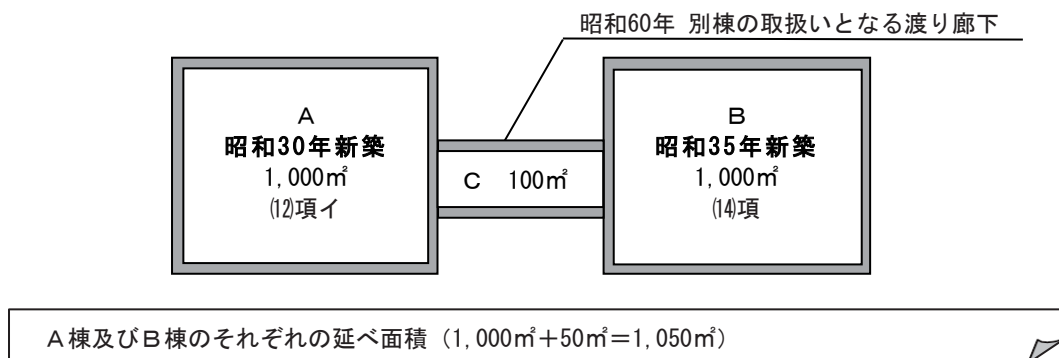 昭和60年 別棟の取扱いとなる渡り廊下
A
昭和30年新築
1,000㎡
⑿項イ
C 100㎡
B
昭和35年新築
1,000㎡
⒁項
A棟及びB棟のそれぞれの延べ面積（1,000㎡＋50㎡＝1,050㎡）